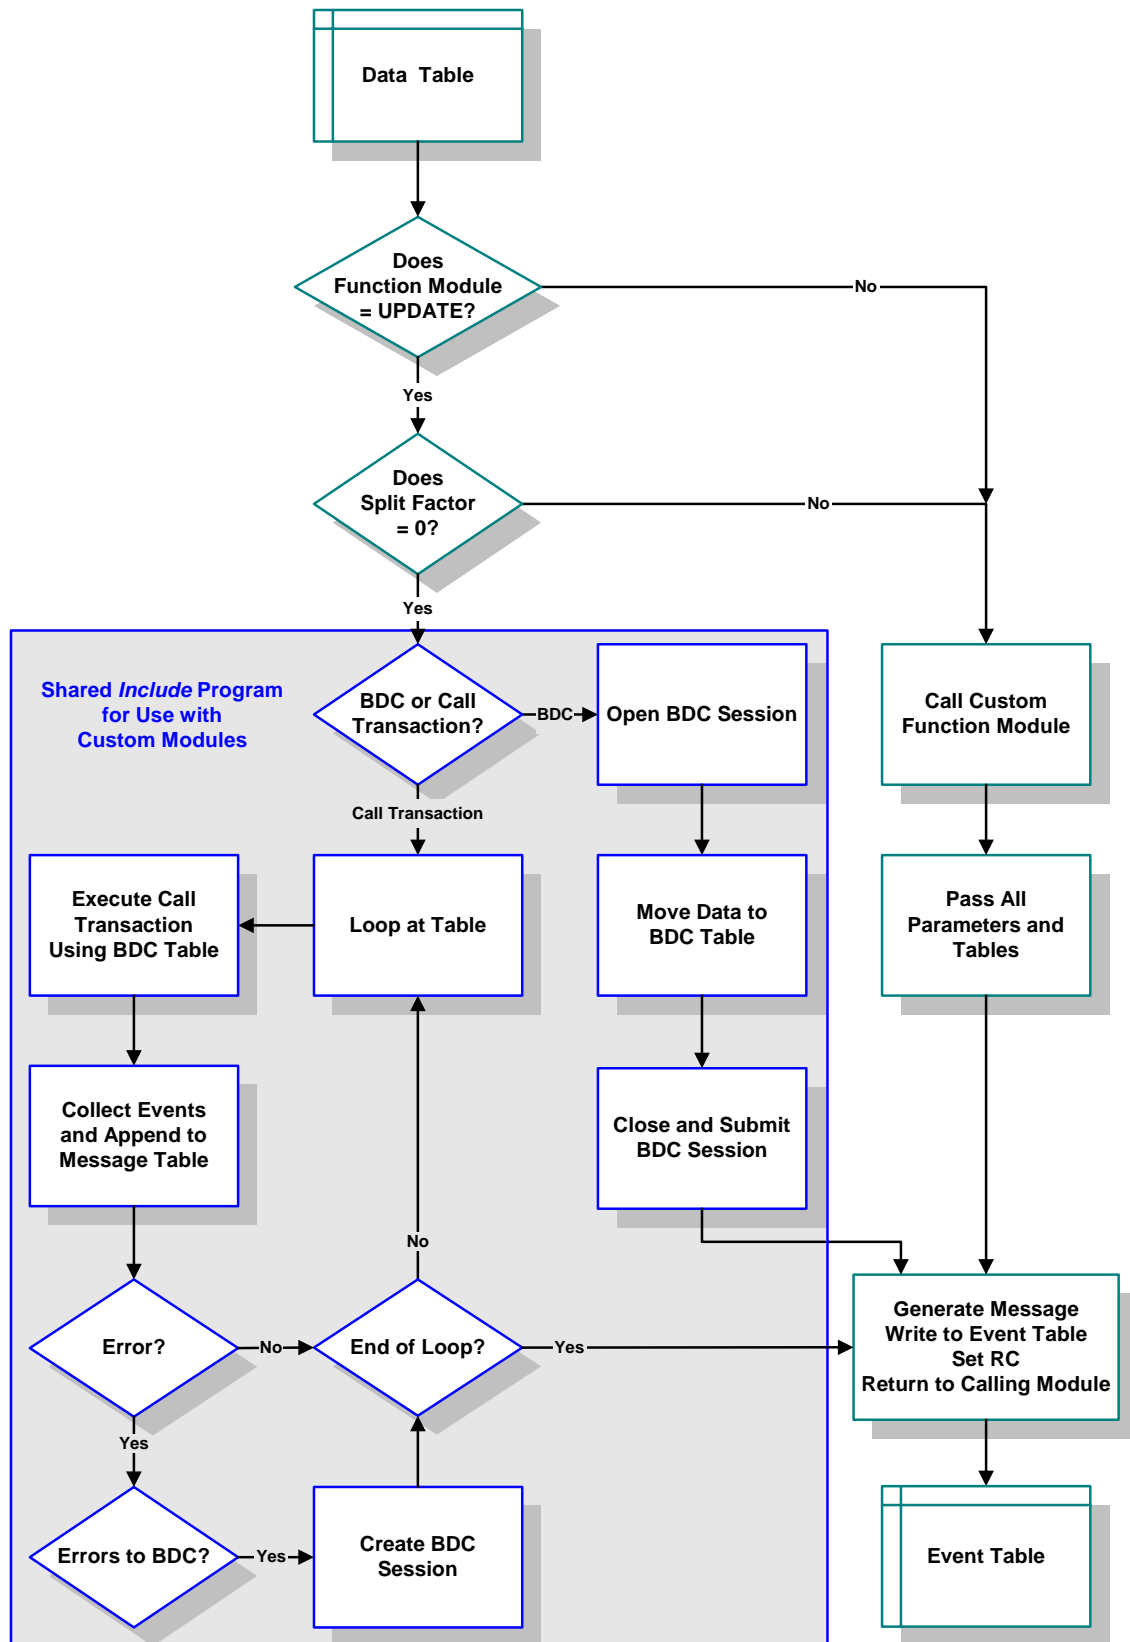 Data Table
Does
Function Module
= UPDATE?
No
Yes
Does
Split Factor
= 0?
No
Yes
Shared Include Program
for Use with
Custom Modules
BDC or Call
Transaction?
BDC
Open BDC Session
Call Custom
Function Module
Call Transaction
Execute Call
Transaction
Using BDC Table
Loop at Table
Move Data to
BDC Table
Pass All
Parameters and
Tables
Collect Events
and Append to
Message Table
Close and Submit
BDC Session
No
Error?
No
End of Loop?
Yes
Generate Message
Write to Event Table
Set RC
Return to Calling Module
Yes
Errors to BDC?
Yes
Create BDC
Session
Event Table